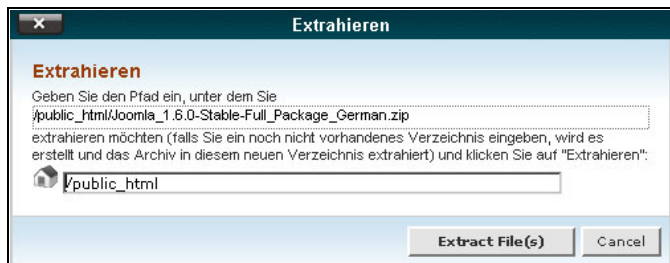 Extrahieren
Extrahieren
Geben Sie den Pfad ein, unter dem Sie
/public_html/Joomla_1.6.0-Stable-Full_Package_German.zip
extrahieren möchten (falls Sie ein noch nicht vorhandenes Verzeichnis eingeben, wird es
erstellt und das Archiv in diesem neuen Verzeichnis extrahiert) und klicken Sie auf "Extrahieren":
/public_html
Extract File(s) Cancel